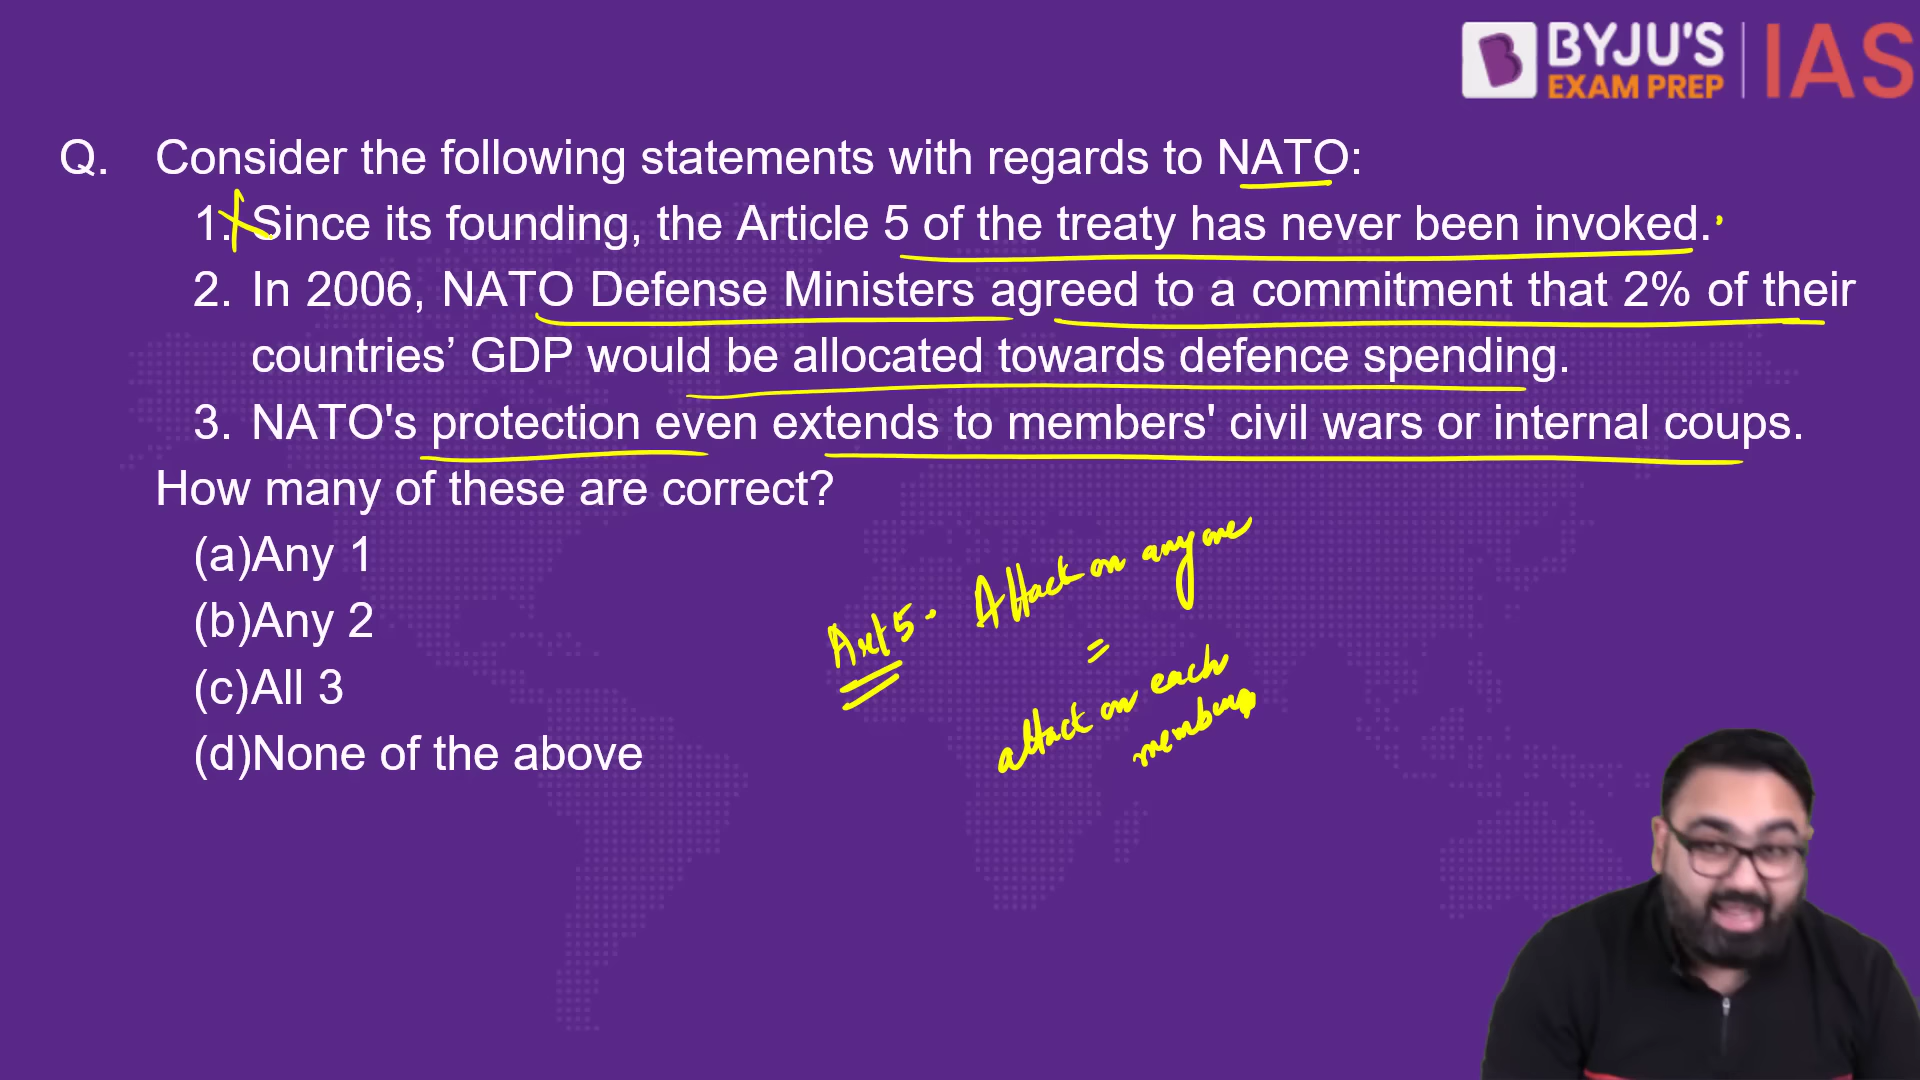 BYJU'S
EXAM PREP
IAS
Q. Consider the following statements with regards to NATO:
1. Since its founding, the Article 5 of the treaty has never been invoked.
2. In 2006, NATO Defense Ministers agreed to a commitment that 2% of their
countries’ GDP would be allocated towards defence spending.
3. NATO's protection even extends to members' civil wars or internal coups.
How many of these are correct?
(a)Any 1
(b)Any 2
(c)All 3
(d)None of the above
Art 5. Attack on any one
=
attack on each
member